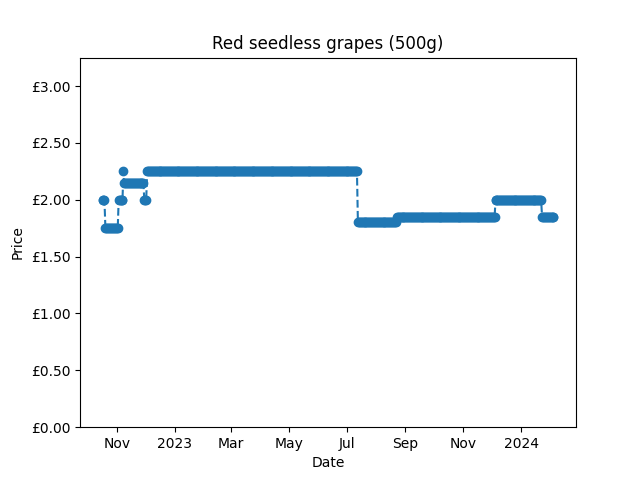 Red seedless grapes (500g)
£3.00
£2.50
£2.00
£1.50
£1.00
£0.50
£0.00
Price
Nov 2023 Mar May Jul Sep Nov 2024
Date